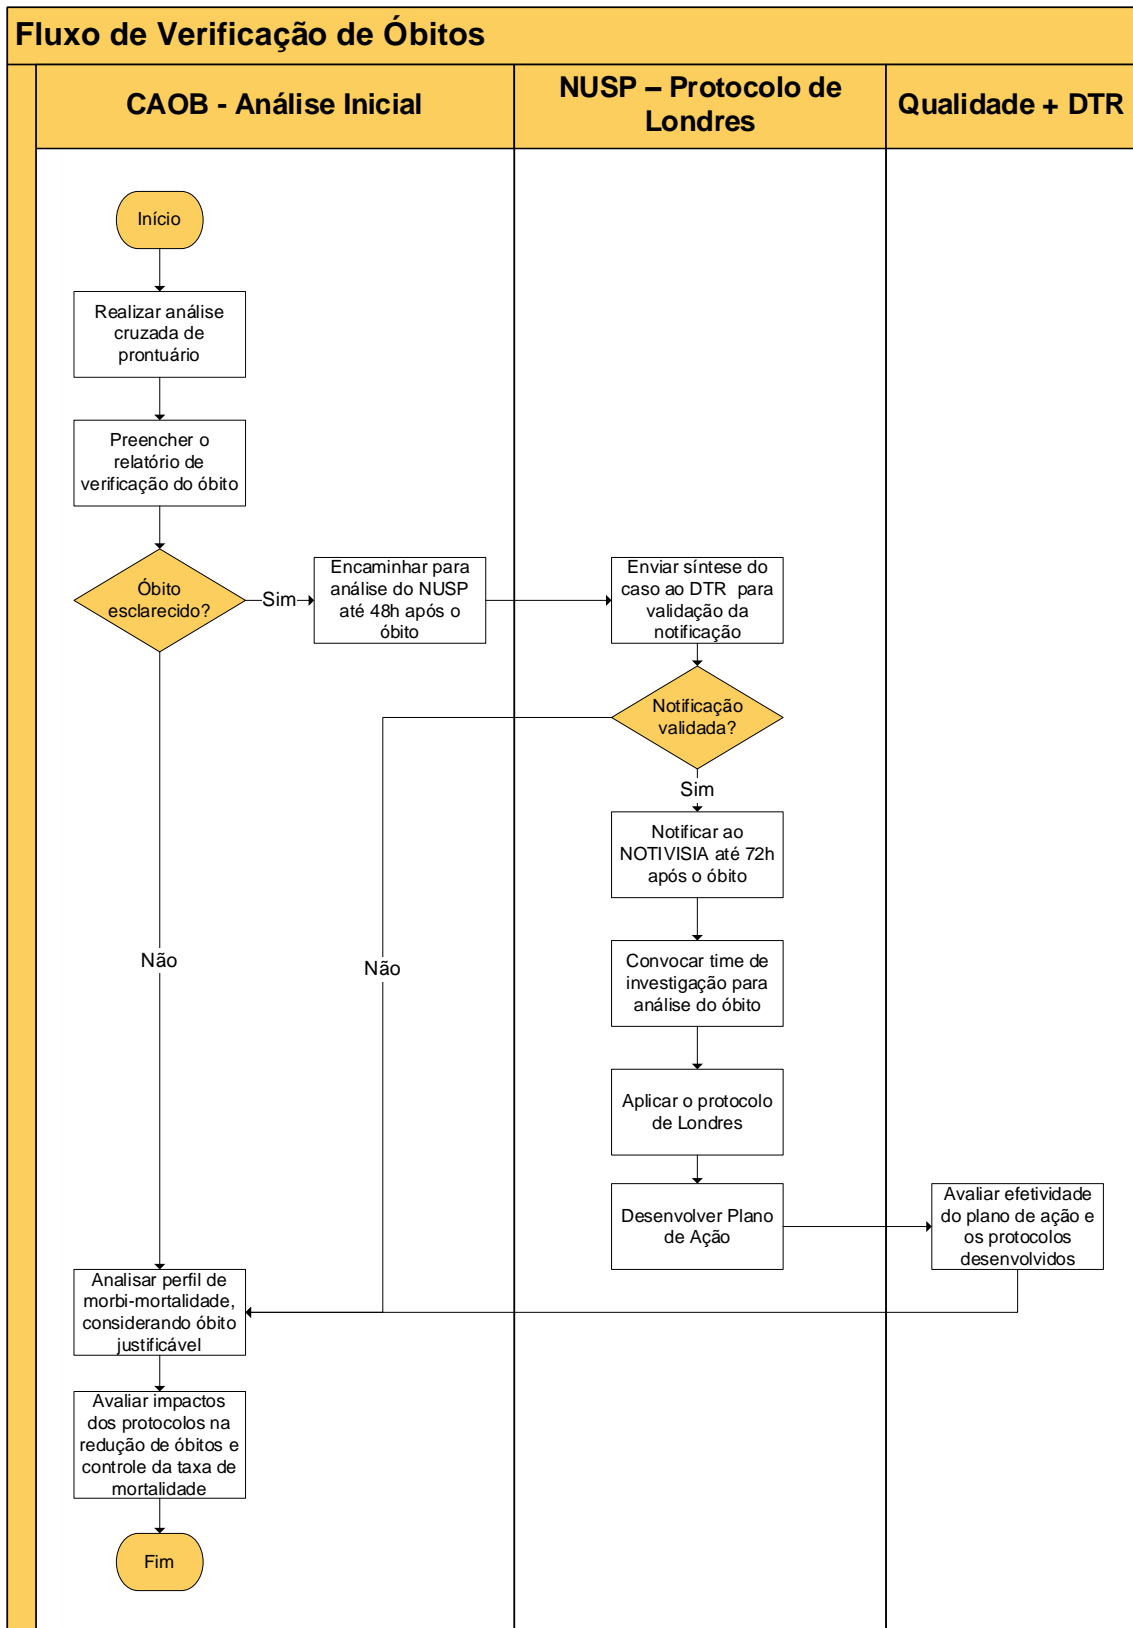 Fluxo de Verificação de Óbitos
CAOB - Análise Inicial
NUSP – Protocolo de
Londres
Qualidade + DTR
Início
Realizar análise
cruzada de
prontuário
Preencher o
relatório de
verificação do óbito
Óbito
esclarecido?
Sim
Encaminhar para
análise do NUSP
até 48h após o
óbito
Enviar síntese do
caso ao DTR para
validação da
notificação
Notificação
validada?
Sim
Notificar ao
NOTIVISIA até 72h
após o óbito
Não
Não
Convocar time de
investigação para
análise do óbito
Aplicar o protocolo
de Londres
Desenvolver Plano
de Ação
Avaliar efetividade
do plano de ação e
os protocolos
desenvolvidos
Analisar perfil de
morbi-mortalidade,
considerando óbito
justificável
Avaliar impactos
dos protocolos na
redução de óbitos e
controle da taxa de
mortalidade
Fim